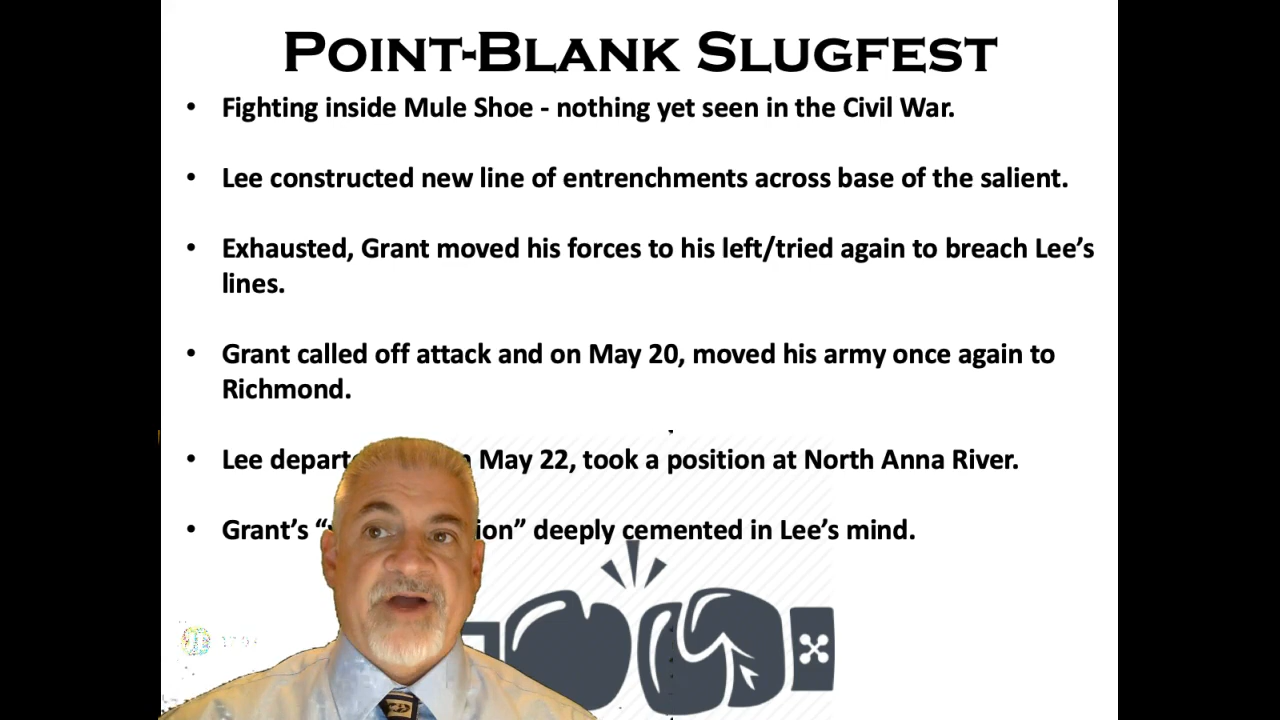 POINT-BLANK SLUGFEST
• Fighting inside Mule Shoe - nothing yet seen in the Civil War.
• Lee constructed new line of entrenchments across base of the salient.
• Exhausted, Grant moved his forces to his left/tried again to breach Lee's
lines.
• Grant called off attack and on May 20, moved his army once again to
Richmond.
• Lee May 22, took a position at North Anna River.
• Grant's deeply cemented in Lee's mind.